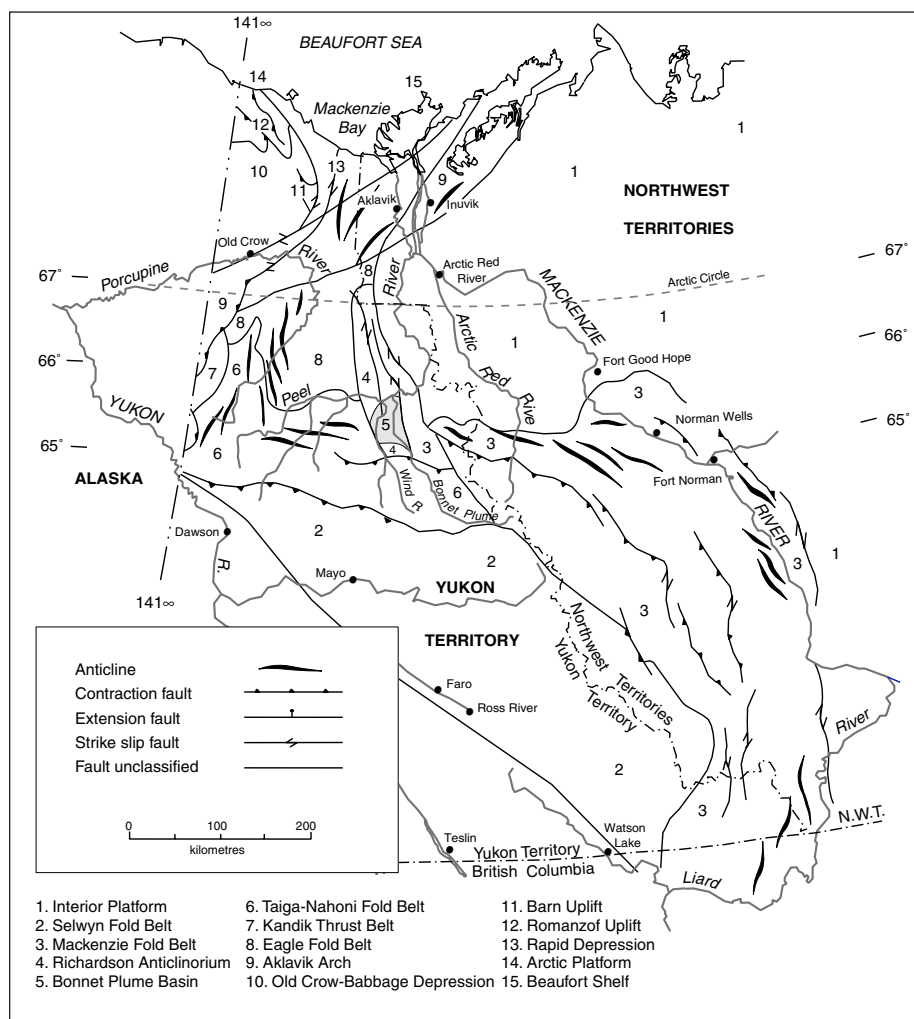 141∞
BEAUFORT SEA
14
15
Mackenzie
Bay
12
1
10
13
9
1
11
Aklavik
Inuvik
NORTHWEST
TERRITORIES
Old Crow
River
67°
Porcupine
8
River
Arctic Red
River
67°
Arctic Circle
9
8
MACKENZIE
1
66°
7
6
8
4
Arctic
Red
Rive
1
66°
Fort Good Hope
Peel
3
YUKON
5
Norman Wells
65°
65°
6
4
3
3
ALASKA
Wind R.
Bonnet Plume
6
Fort Norman
2
RIVER
Dawson
2
3
1
R.
Mayo
YUKON
141∞
3
TERRITORY
Northwest Territories
Yukon Territory
Anticline
Contraction fault
Extension fault
Strike slip fault
Fault unclassified
Faro
Ross River
River
2
3
N.W.T.
0 100 200
kilometres
Teslin
Watson
Lake
Yukon Territory
British Columbia
Liard
1. Interior Platform
2. Selwyn Fold Belt
3. Mackenzie Fold Belt
4. Richardson Anticlinorium
5. Bonnet Plume Basin
6. Taiga-Nahoni Fold Belt
7. Kandik Thrust Belt
8. Eagle Fold Belt
9. Aklavik Arch
10. Old Crow-Babbage Depression
11. Barn Uplift
12. Romanzof Uplift
13. Rapid Depression
14. Arctic Platform
15. Beaufort Shelf